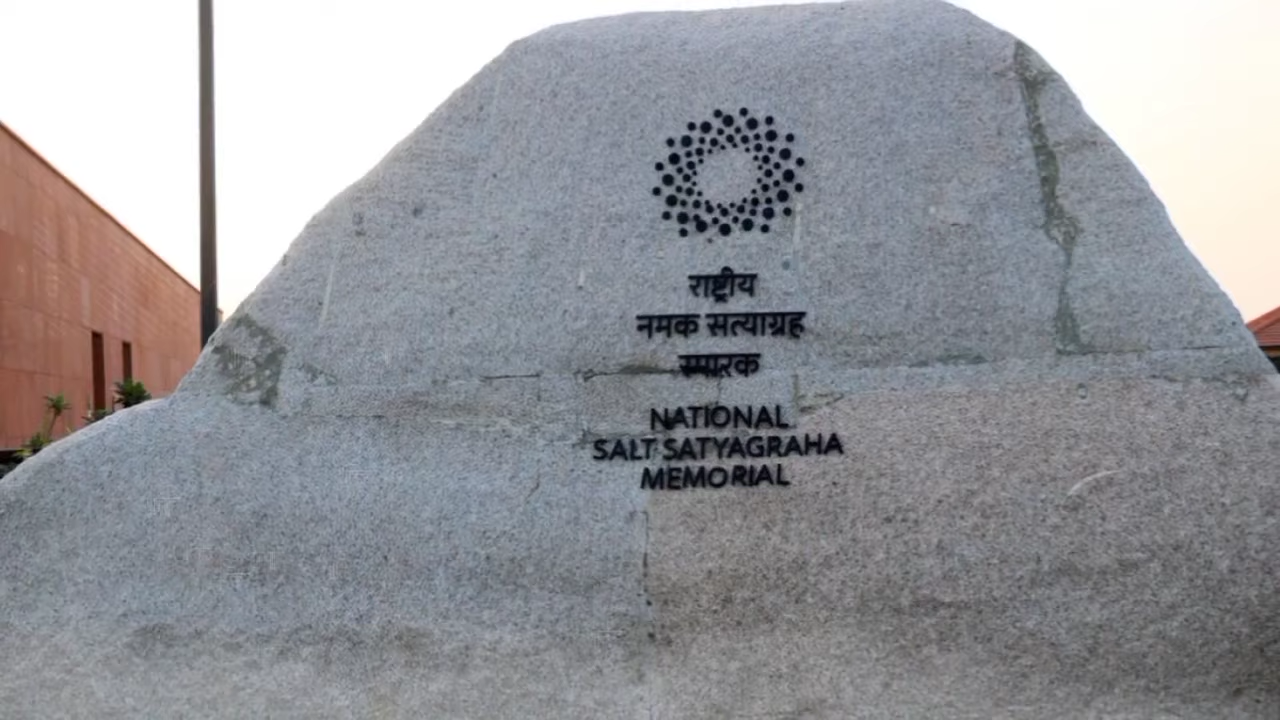 राष्ट्रीय
नमक सत्याग्रह
स्मारक
NATIONAL
SALT SATYAGRAHA
MEMORIAL